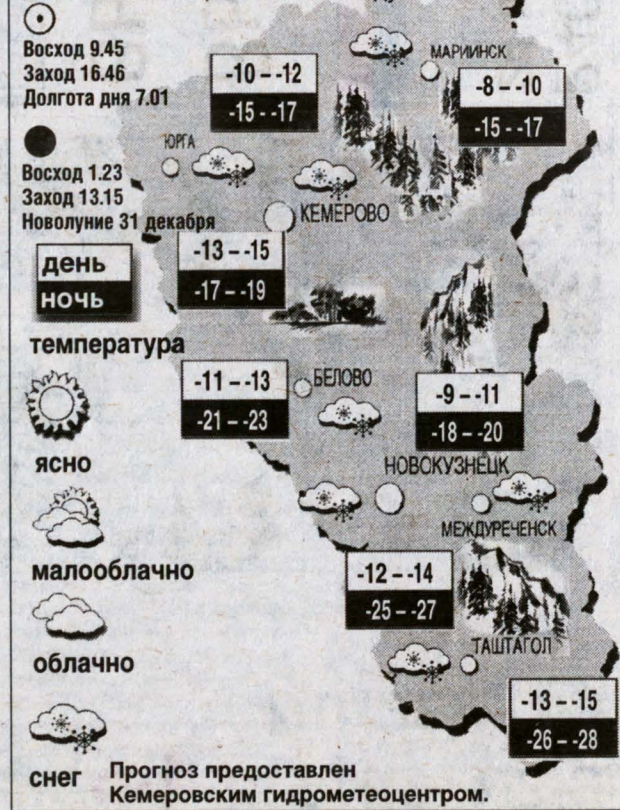 Восход 9.45
Заход 16.46
Долгота дня 7.01
Восход 1.23
Заход 13.15
Новолуние 31 декабря
день
ночь
температура
ясно
малооблачно
облачно
снег
МАРИИНСК
-10 – -12
-15 - -17
-8 – -10
-15 - -17
ЮРГА
КЕМЕРОВО
-13 – -15
-17 – -19
БЕЛОВО
-11 – -13
-21 – -23
-9 – -11
-18 – -20
НОВОКУЗНЕЦК
МЕЖДУРЕЧЕНСК
-12 – -14
-25 – -27
ТАШТАГОЛ
-13 – -15
-26 – -28
Прогноз предоставлен
Кемеровским гидрометеоцентром.